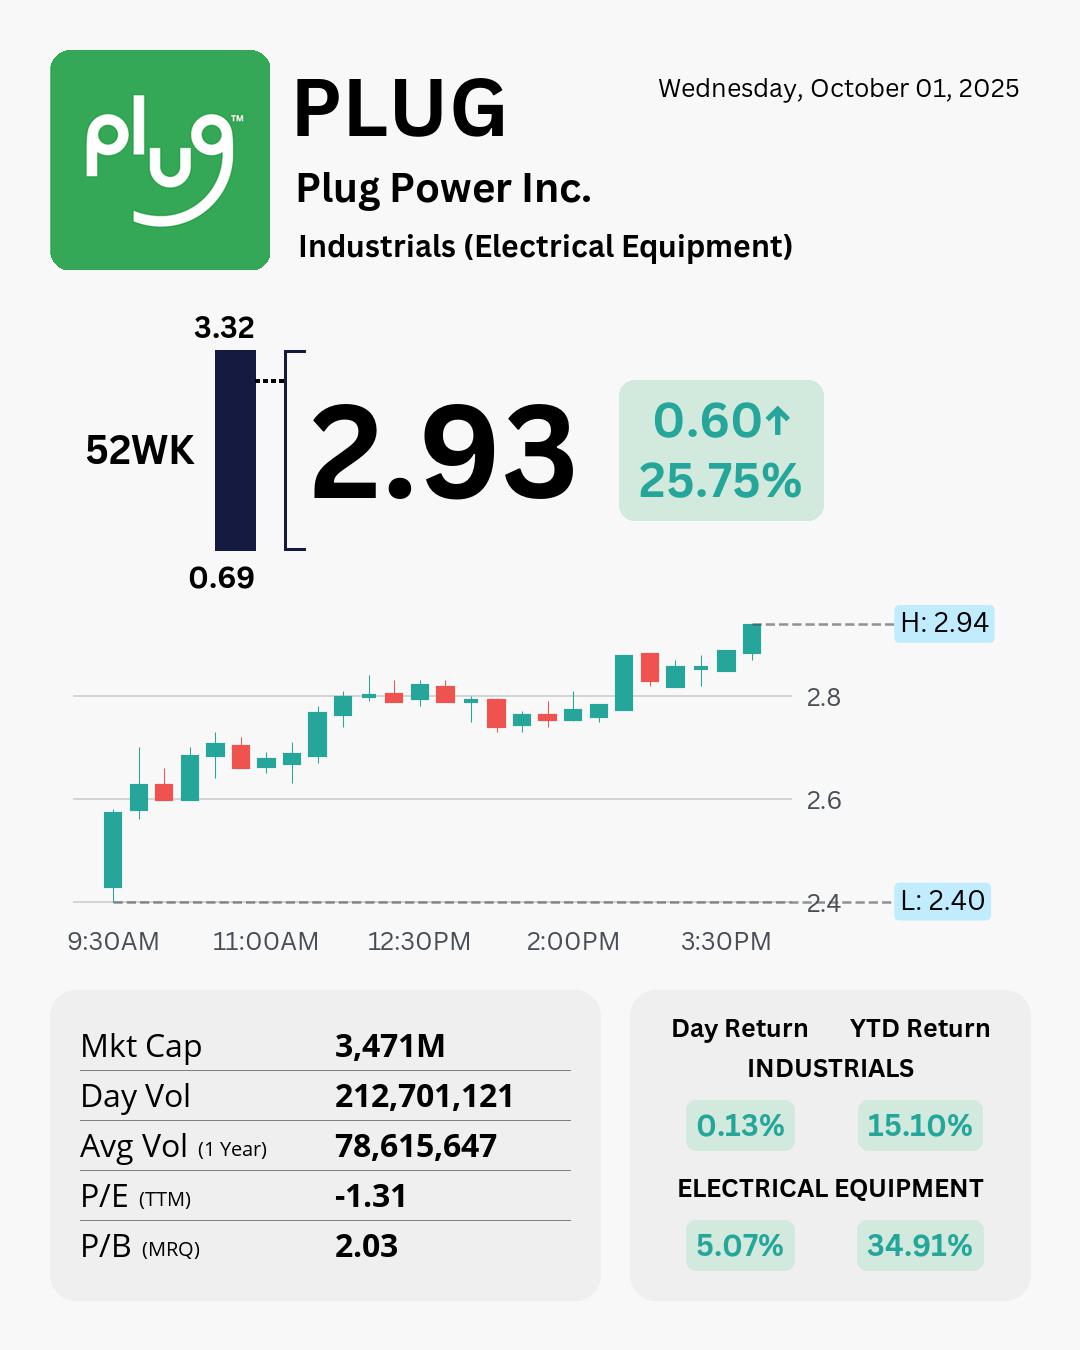 plug™
PLUG
Wednesday, October 01, 2025
Plug Power Inc.
Industrials (Electrical Equipment)
3.32
52WK
0.69
2.93
0.60↑
25.75%
H: 2.94
2.8
2.6
2.4
L: 2.40
9:30AM 11:00AM 12:30PM 2:00PM 3:30PM
Mkt Cap 3,471M
Day Vol 212,701,121
Avg Vol (1 Year) 78,615,647
P/E (TTM) -1.31
P/B (MRQ) 2.03
Day Return YTD Return
INDUSTRIALS
0.13% 15.10%
ELECTRICAL EQUIPMENT
5.07% 34.91%